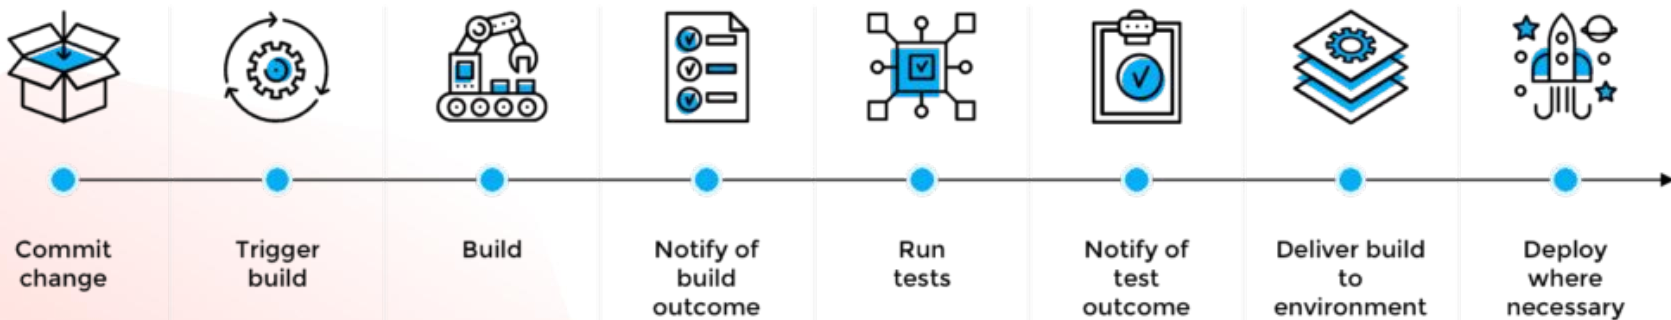 Commit
change
Trigger
build
Build
Notify of
build
outcome
Run
tests
Notify of
test
outcome
Deliver build
to
environment
Deploy
where
necessary